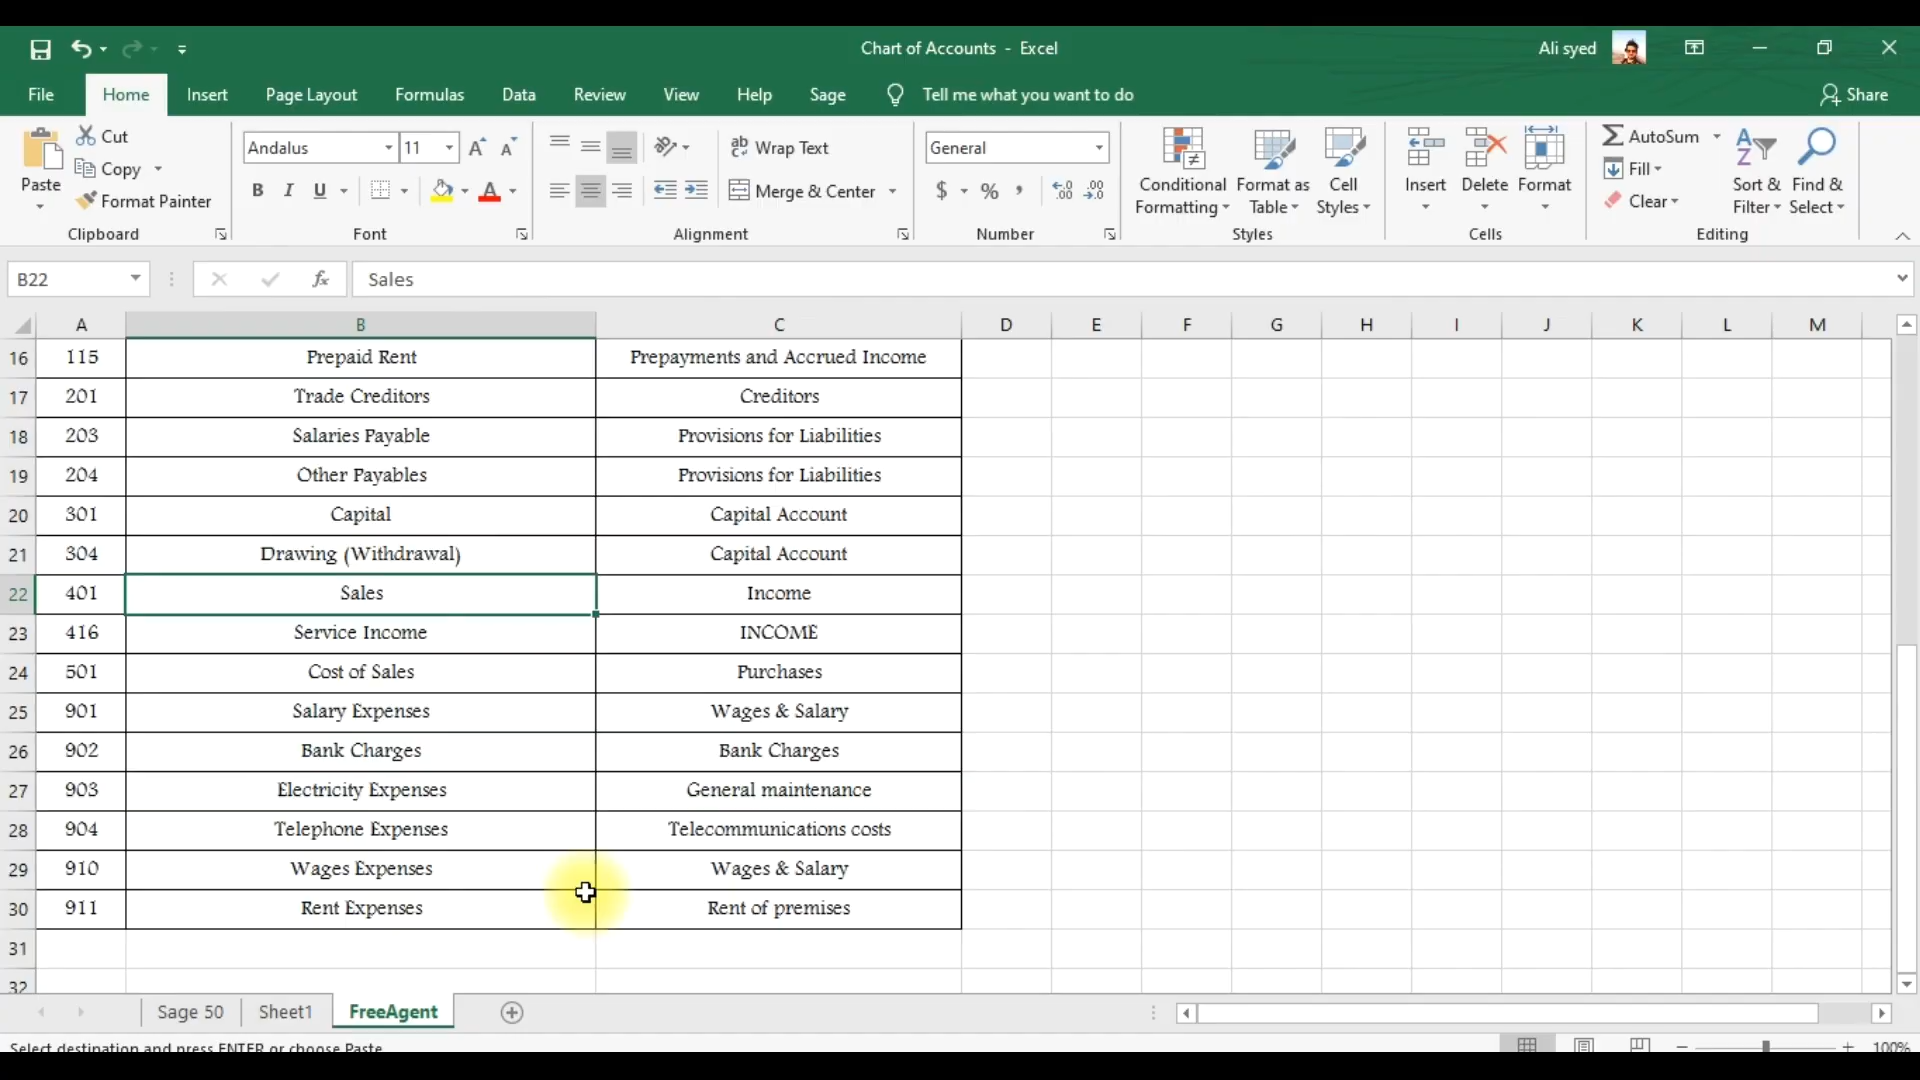 Chart of Accounts - Excel
Ali syed
File Home Insert Page Layout Formulas Data Review View Help Sage Tell me what you want to do Share
Paste
Cut
Copy
Format Painter
Clipboard
Andalus 11
A A
B I U A
Font
ab Wrap Text
Merge & Center
Alignment
General
$ % ,
Number
Conditional Formatting
Format as Table
Cell Styles
Styles
Insert Delete Format
Cells
AutoSum
Fill
Clear
Sort & Filter
Find & Select
Editing
B22 fx Sales
A B C D E F G H I J K L M
16 115 Prepaid Rent Prepayments and Accrued Income
17 201 Trade Creditors Creditors
18 203 Salaries Payable Provisions for Liabilities
19 204 Other Payables Provisions for Liabilities
20 301 Capital Capital Account
21 304 Drawing (Withdrawal) Capital Account
22 401 Sales Income
23 416 Service Income INCOME
24 501 Cost of Sales Purchases
25 901 Salary Expenses Wages & Salary
26 902 Bank Charges Bank Charges
27 903 Electricity Expenses General maintenance
28 904 Telephone Expenses Telecommunications costs
29 910 Wages Expenses Wages & Salary
30 911 Rent Expenses Rent of premises
31
32
Sage 50 Sheet1 FreeAgent
Select destination and press ENTER or choose Paste
100%